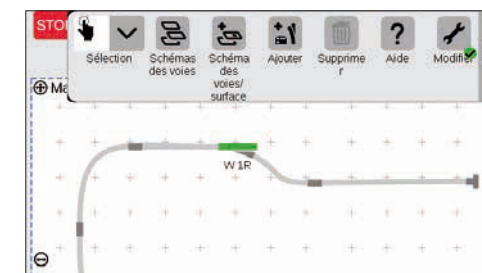 STO
Sélection
Schémas
des voies
Schéma
des
voies/
surface
Ajouter
Supprime
r
Aide
Modifier
Ma
W 1R